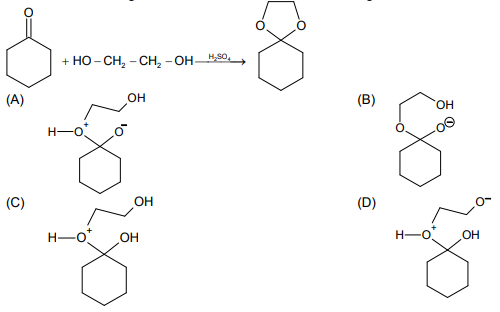 O
O O
+ HO – CH₂ – CH₂ – OH H₂SO₄
(A)
OH
H–O⁺ O⁻
(B)
OH
O O⊖
(C)
OH
H–O⁺ OH
(D)
O⁻
H–O⁺ OH